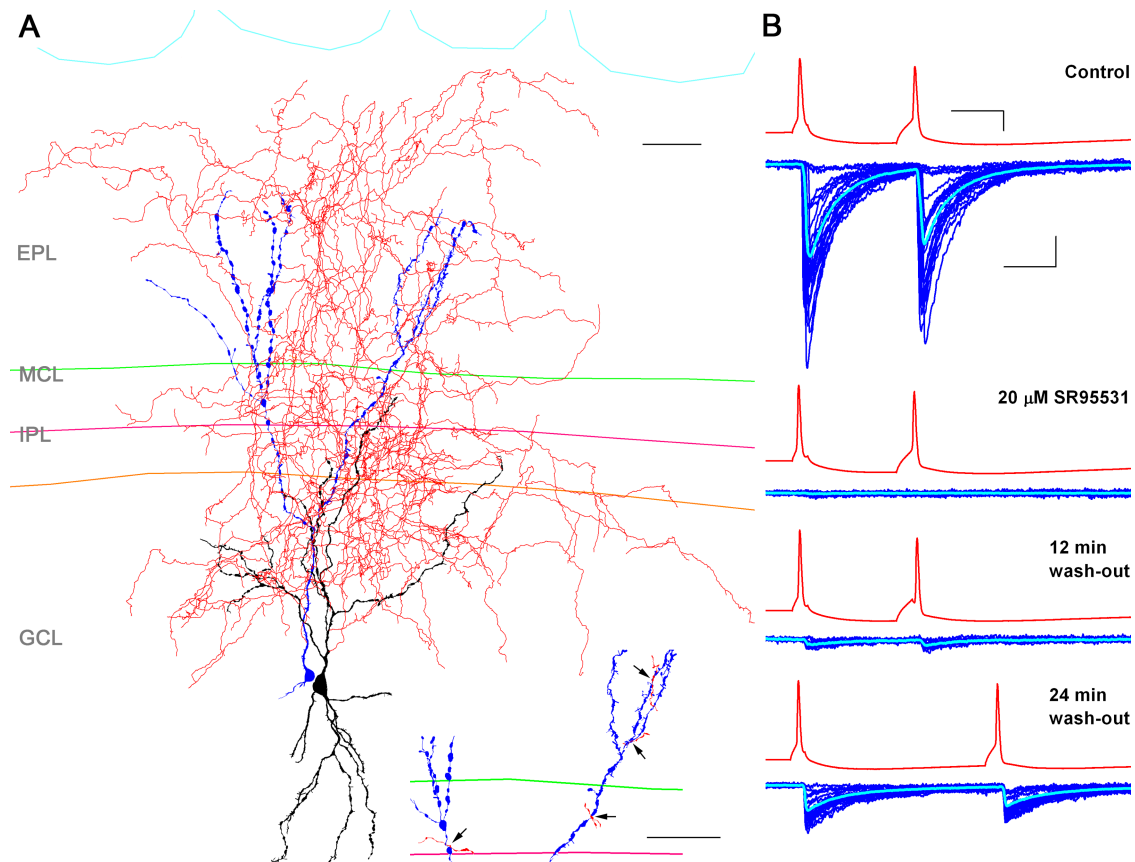 A
B
Control
EPL
MCL
20 μM SR95531
IPL
12 min
wash-out
GCL
24 min
wash-out